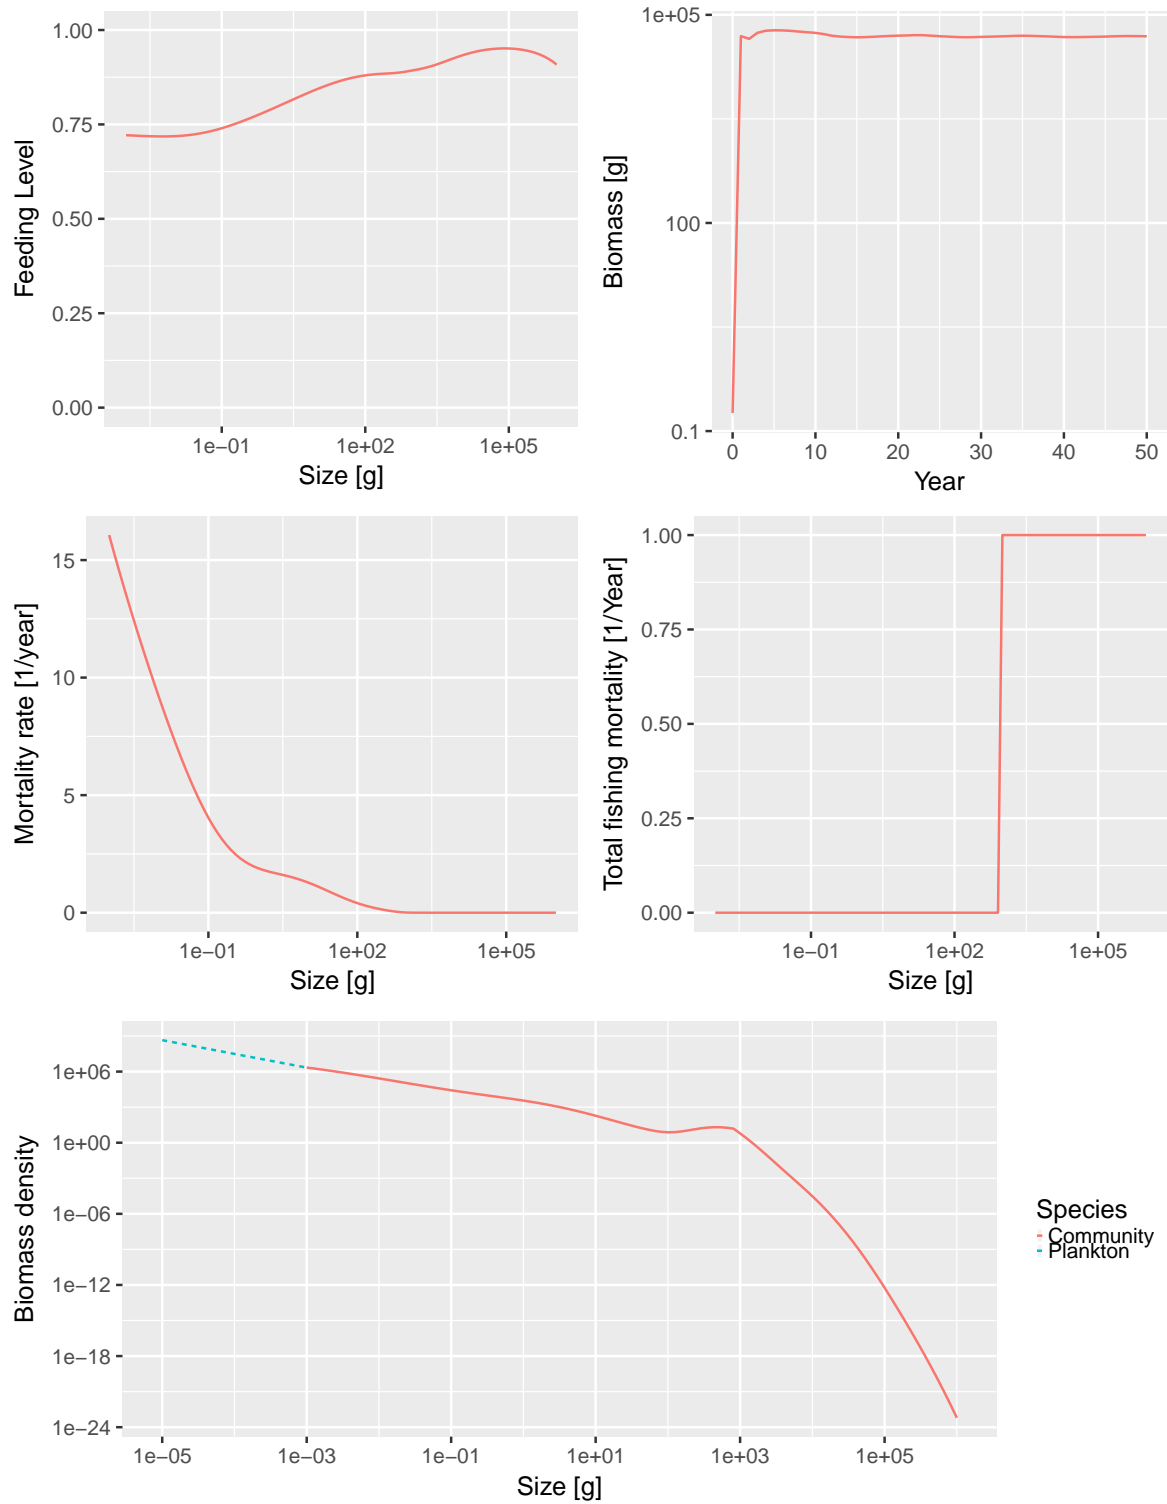 1.00
0.75
0.50
0.25
0.00
Feeding Level
1e−01 1e+02 1e+05
Size [g]
1e+05
100
0.1
Biomass [g]
0 10 20 30 40 50
Year
15
10
5
0
Mortality rate [1/year]
1e−01 1e+02 1e+05
Size [g]
1.00
0.75
0.50
0.25
0.00
Total fishing mortality [1/Year]
1e−01 1e+02 1e+05
Size [g]
1e+06
1e+00
1e−06
1e−12
1e−18
1e−24
Biomass density
1e−05 1e−03 1e−01 1e+01 1e+03 1e+05
Size [g]
Species
Community
Plankton